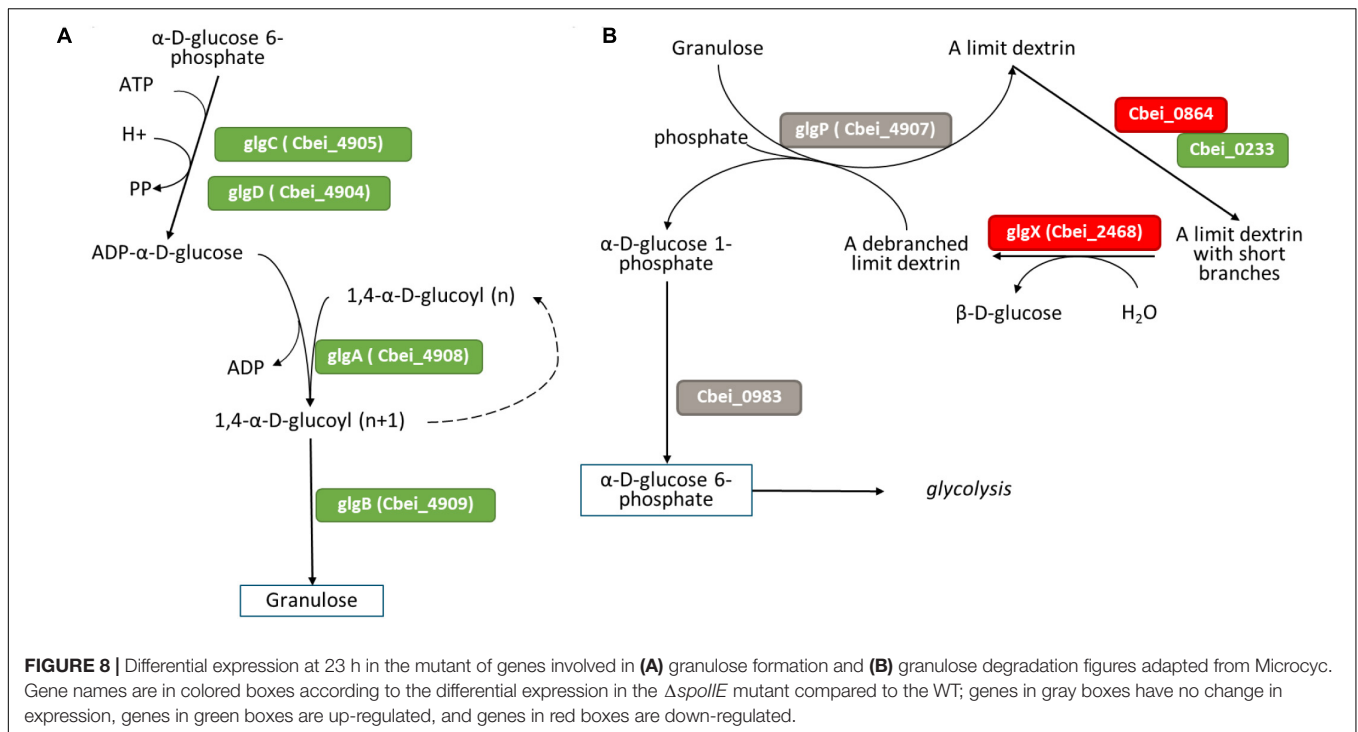 A
α-D-glucose 6-
phosphate
ATP
H+
PP
glgC ( Cbei_4905)
glgD ( Cbei_4904)
ADP-α-D-glucose
1,4-α-D-glucoyl (n)
ADP
glgA ( Cbei_4908)
1,4-α-D-glucoyl (n+1)
glgB (Cbei_4909)
Granulose
B
Granulose
A limit dextrin
phosphate
glgP ( Cbei_4907)
Cbei_0864
Cbei_0233
α-D-glucose 1-
phosphate
A debranched
limit dextrin
glgX (Cbei_2468)
A limit dextrin
with short
branches
β-D-glucose
H₂O
Cbei_0983
α-D-glucose 6-
phosphate
glycolysis
FIGURE 8 | Differential expression at 23 h in the mutant of genes involved in (A) granulose formation and (B) granulose degradation figures adapted from Microcyc.
Gene names are in colored boxes according to the differential expression in the ΔspoIIE mutant compared to the WT; genes in gray boxes have no change in
expression, genes in green boxes are up-regulated, and genes in red boxes are down-regulated.